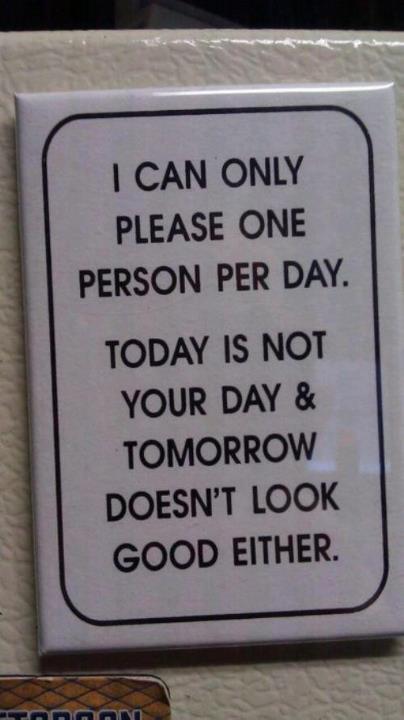 I CAN ONLY
PLEASE ONE
PERSON PER DAY.
TODAY IS NOT
YOUR DAY &
TOMORROW
DOESN'T LOOK
GOOD EITHER.